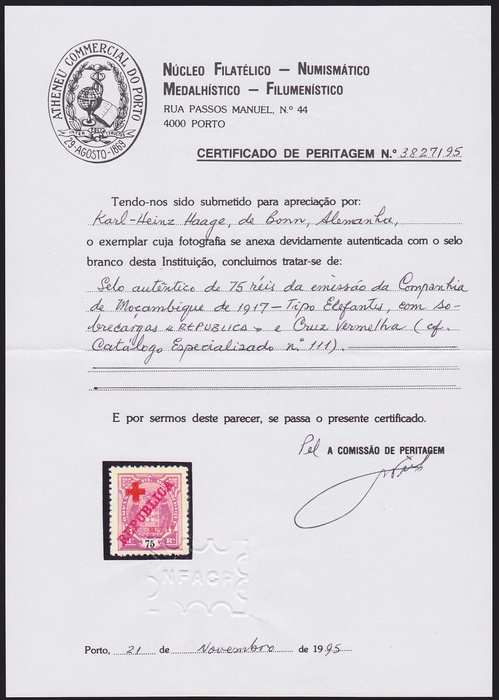 ATHENEU COMMERCIAL DO PORTO
29-AGOSTO-1869
NÚCLEO FILATÉLICO – NUMISMÁTICO
MEDALHÍSTICO – FILUMENÍSTICO
RUA PASSOS MANUEL, N.º 44
4000 PORTO
CERTIFICADO DE PERITAGEM N.º 3827/95
Tendo-nos sido submetido para apreciação por:
Karl-Heinz Haage, de Bonn, Alemanha,
o exemplar cuja fotografia se anexa devidamente autenticada com o selo
branco desta Instituição, concluimos tratar-se de:
Selo autêntico de 75 réis da emissão da Companhia
de Moçambique de 1917 – Tipo Elefantes, com so-
brecargas «REPUBLICA» e Cruz Vermelha (cf.
Catálogo Especializado n.º 111).
E por sermos deste parecer, se passa o presente certificado.
Pel A COMISSÃO DE PERITAGEM
REPUBLICA
75
NFACP
Porto, 21 de Novembro de 1995